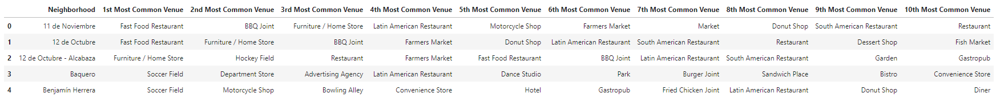 Neighborhood 1st Most Common Venue 2nd Most Common Venue 3rd Most Common Venue 4th Most Common Venue 5th Most Common Venue 6th Most Common Venue 7th Most Common Venue 8th Most Common Venue 9th Most Common Venue 10th Most Common Venue
0 11 de Noviembre Fast Food Restaurant BBQ Joint Furniture / Home Store Latin American Restaurant Motorcycle Shop Farmers Market Market Donut Shop South American Restaurant Restaurant
1 12 de Octubre Fast Food Restaurant Furniture / Home Store BBQ Joint Farmers Market Donut Shop Latin American Restaurant South American Restaurant Restaurant Dessert Shop Fish Market
2 12 de Octubre - Alcabaza Furniture / Home Store Hockey Field Restaurant Farmers Market Fast Food Restaurant BBQ Joint Latin American Restaurant South American Restaurant Garden Gastropub
3 Baquero Soccer Field Department Store Advertising Agency Latin American Restaurant Dance Studio Park Burger Joint Sandwich Place Bistro Convenience Store
4 Benjamín Herrera Soccer Field Motorcycle Shop Bowling Alley Convenience Store Hotel Gastropub Fried Chicken Joint Latin American Restaurant Donut Shop Diner